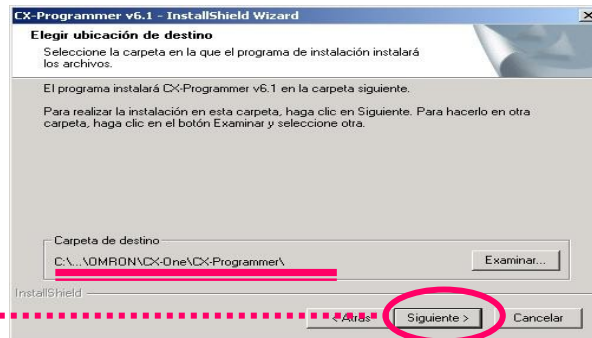 CX-Programmer v6.1 - InstallShield Wizard
Elegir ubicación de destino
Seleccione la carpeta en la que el programa de instalación instalará
los archivos.
El programa instalará CX-Programmer v6.1 en la carpeta siguiente.
Para realizar la instalación en esta carpeta, haga clic en Siguiente. Para hacerlo en otra
carpeta, haga clic en el botón Examinar y seleccione otra.
Carpeta de destino
C:\...\OMRON\CX-One\CX-Programmer\
Examinar...
InstallShield
< Atrás Siguiente > Cancelar